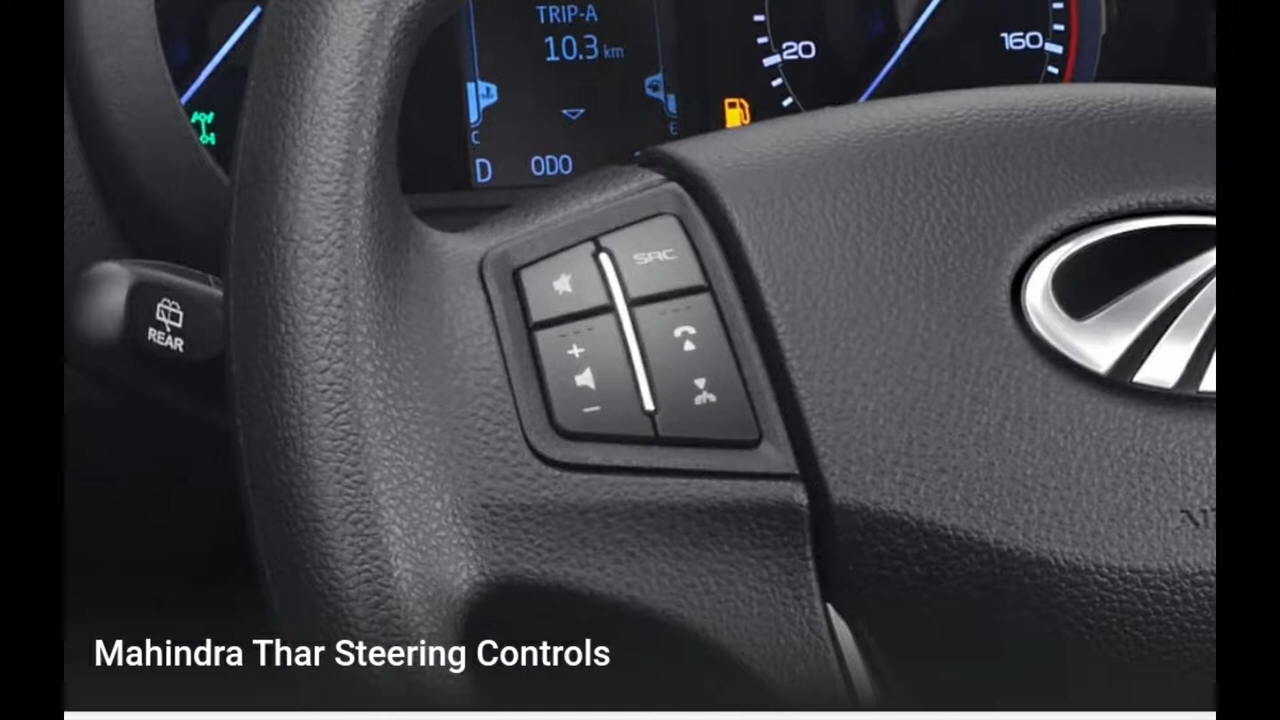 TRIP-A
10.3 km
20
160
C
E
D ODO
SRC
+
-
REAR
Mahindra Thar Steering Controls